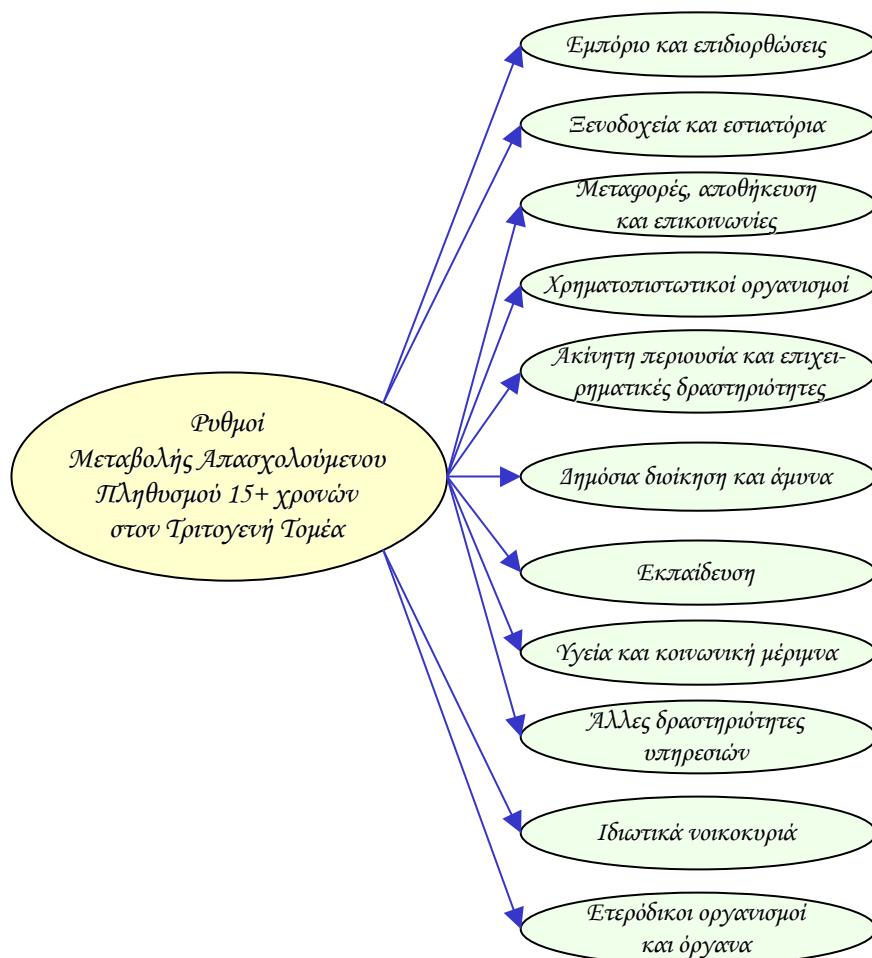 Εμπόριο και επιδιορθώσεις
Ξενοδοχεία και εστιατόρια
Μεταφορές, αποθήκευση
και επικοινωνίες
Χρηματοπιστωτικοί οργανισμοί
Ακίνητη περιουσία και επιχει-
ρηματικές δραστηριότητες
Ρυθμοί
Μεταβολής Απασχολούμενου
Πληθυσμού 15+ χρονών
στον Τριτογενή Τομέα
Δημόσια διοίκηση και άμυνα
Εκπαίδευση
Υγεία και κοινωνική μέριμνα
Άλλες δραστηριότητες
υπηρεσιών
Ιδιωτικά νοικοκυριά
Ετερόδικοι οργανισμοί
και όργανα